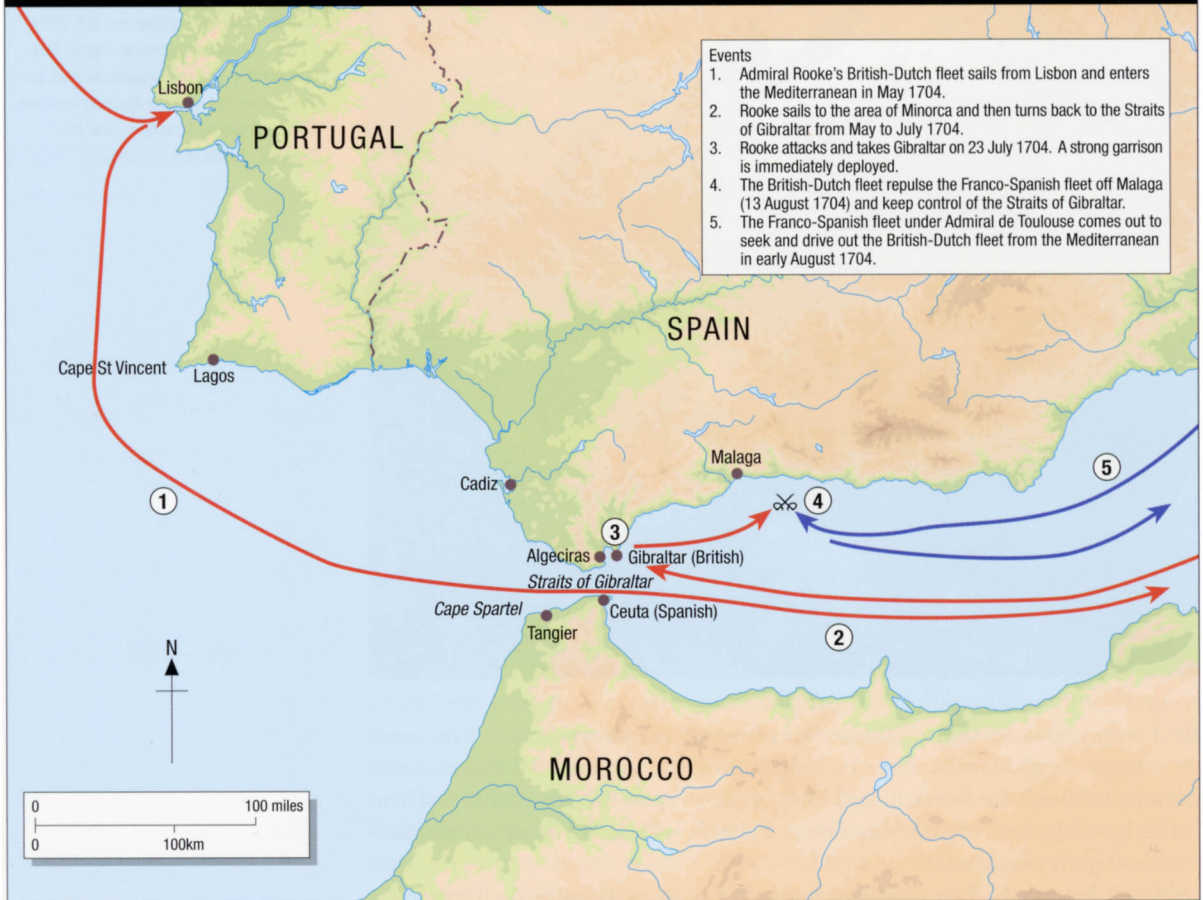 Events
1. Admiral Rooke's British-Dutch fleet sails from Lisbon and enters
the Mediterranean in May 1704.
2. Rooke sails to the area of Minorca and then turns back to the Straits
of Gibraltar from May to July 1704.
3. Rooke attacks and takes Gibraltar on 23 July 1704. A strong garrison
is immediately deployed.
4. The British-Dutch fleet repulse the Franco-Spanish fleet off Malaga
(13 August 1704) and keep control of the Straits of Gibraltar.
5. The Franco-Spanish fleet under Admiral de Toulouse comes out to
seek and drive out the British-Dutch fleet from the Mediterranean
in early August 1704.
Lisbon
PORTUGAL
SPAIN
Cape St Vincent
Lagos
Malaga
5
Cadiz
1
4
3
Algeciras
Gibraltar (British)
Straits of Gibraltar
Cape Spartel
Ceuta (Spanish)
Tangier
2
N
MOROCCO
0
100 miles
0
100km